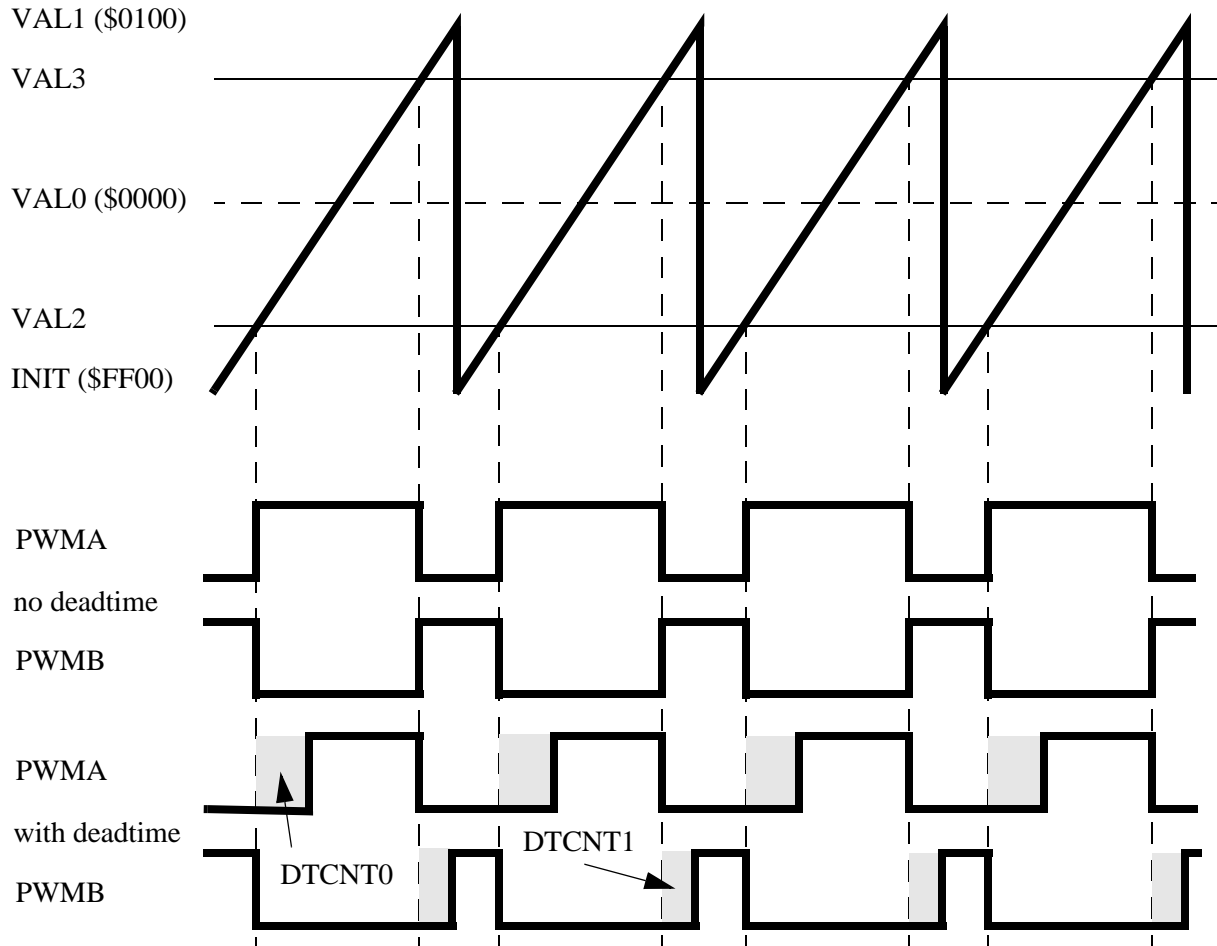 VAL1 ($0100)
VAL3
VAL0 ($0000)
VAL2
INIT ($FF00)
PWMA
no deadtime
PWMB
PWMA
with deadtime
DTCNT1
DTCNT0
PWMB